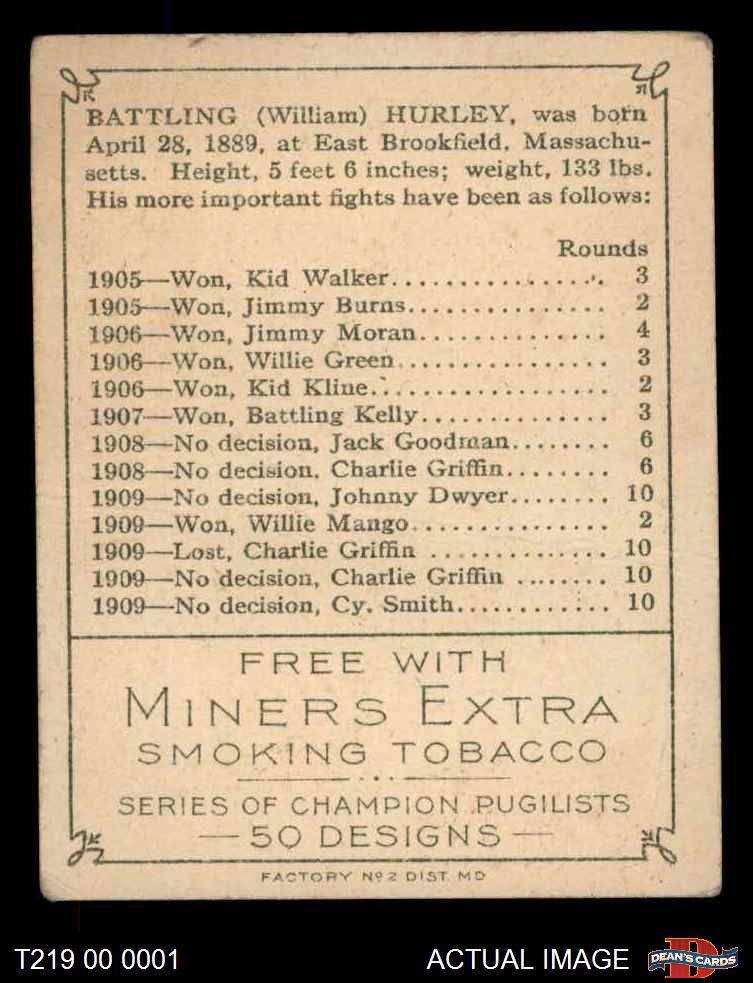 BATTLING (William) HURLEY, was born
April 28, 1889, at East Brookfield, Massachu-
setts. Height, 5 feet 6 inches; weight, 133 lbs.
His more important fights have been as follows:
Rounds
1905—Won, Kid Walker................ 3
1905—Won, Jimmy Burns............... 2
1906—Won, Jimmy Moran.............. 4
1906—Won, Willie Green................ 3
1906—Won, Kid Kline.................. 2
1907—Won, Battling Kelly.............. 3
1908—No decision, Jack Goodman........ 6
1908—No decision, Charlie Griffin........ 6
1909—No decision, Johnny Dwyer........ 10
1909—Won, Willie Mango............... 2
1909—Lost, Charlie Griffin ............. 10
1909—No decision, Charlie Griffin ....... 10
1909—No decision, Cy. Smith............ 10
FREE WITH
MINERS EXTRA
SMOKING TOBACCO
SERIES OF CHAMPION PUGILISTS
—50 DESIGNS—
FACTORY Nº 2 DIST. MD
T219 00 0001 ACTUAL IMAGE DEAN'S CARDS